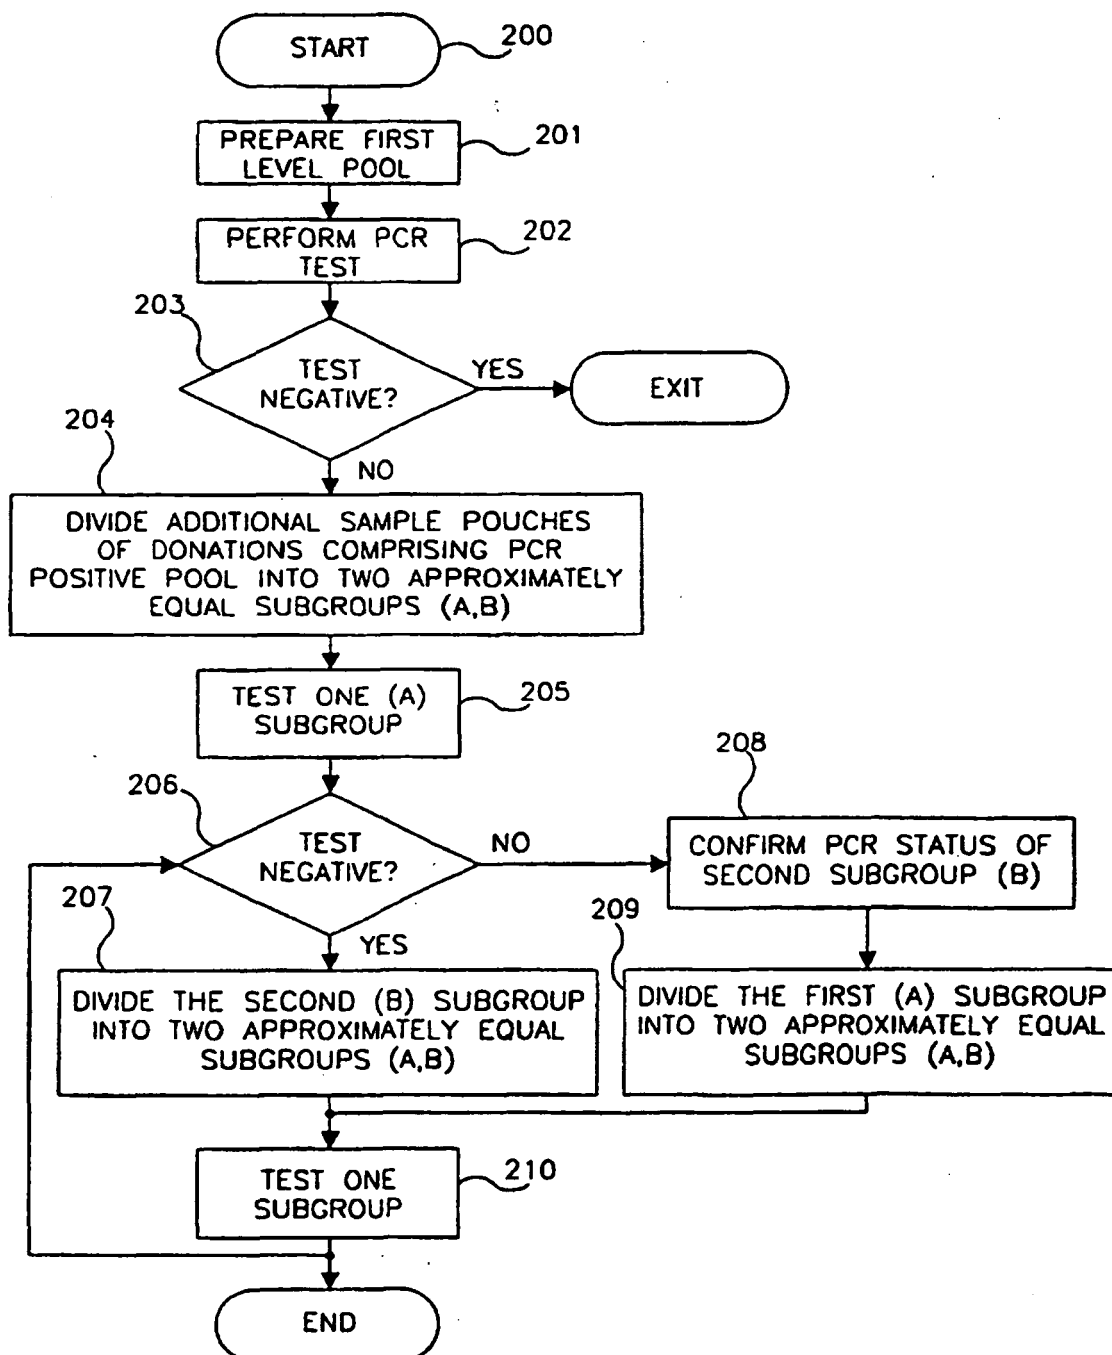 START
200
PREPARE FIRST
LEVEL POOL
201
PERFORM PCR
TEST
202
203
TEST
NEGATIVE?
YES
EXIT
204
NO
DIVIDE ADDITIONAL SAMPLE POUCHES
OF DONATIONS COMPRISING PCR
POSITIVE POOL INTO TWO APPROXIMATELY
EQUAL SUBGROUPS (A,B)
TEST ONE (A)
SUBGROUP
205
206
TEST
NEGATIVE?
NO
208
CONFIRM PCR STATUS OF
SECOND SUBGROUP (B)
207
YES
209
DIVIDE THE SECOND (B) SUBGROUP
INTO TWO APPROXIMATELY EQUAL
SUBGROUPS (A,B)
DIVIDE THE FIRST (A) SUBGROUP
INTO TWO APPROXIMATELY EQUAL
SUBGROUPS (A,B)
TEST ONE
SUBGROUP
210
END